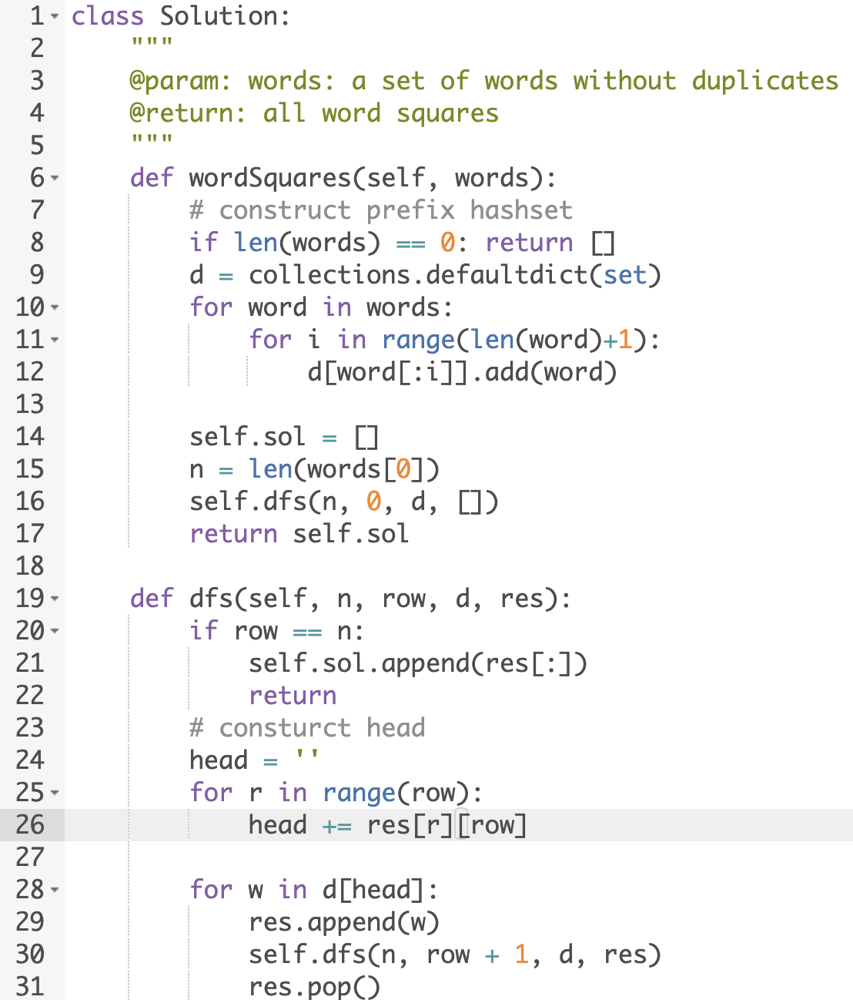 1 class Solution:
2     """
3     @param: words: a set of words without duplicates
4     @return: all word squares
5     """
6     def wordSquares(self, words):
7         # construct prefix hashset
8         if len(words) == 0: return []
9         d = collections.defaultdict(set)
10         for word in words:
11             for i in range(len(word)+1):
12                 d[word[:i]].add(word)
13
14         self.sol = []
15         n = len(words[0])
16         self.dfs(n, 0, d, [])
17         return self.sol
18
19     def dfs(self, n, row, d, res):
20         if row == n:
21             self.sol.append(res[:])
22             return
23         # consturct head
24         head = ''
25         for r in range(row):
26             head += res[r][row]
27
28         for w in d[head]:
29             res.append(w)
30             self.dfs(n, row + 1, d, res)
31             res.pop()